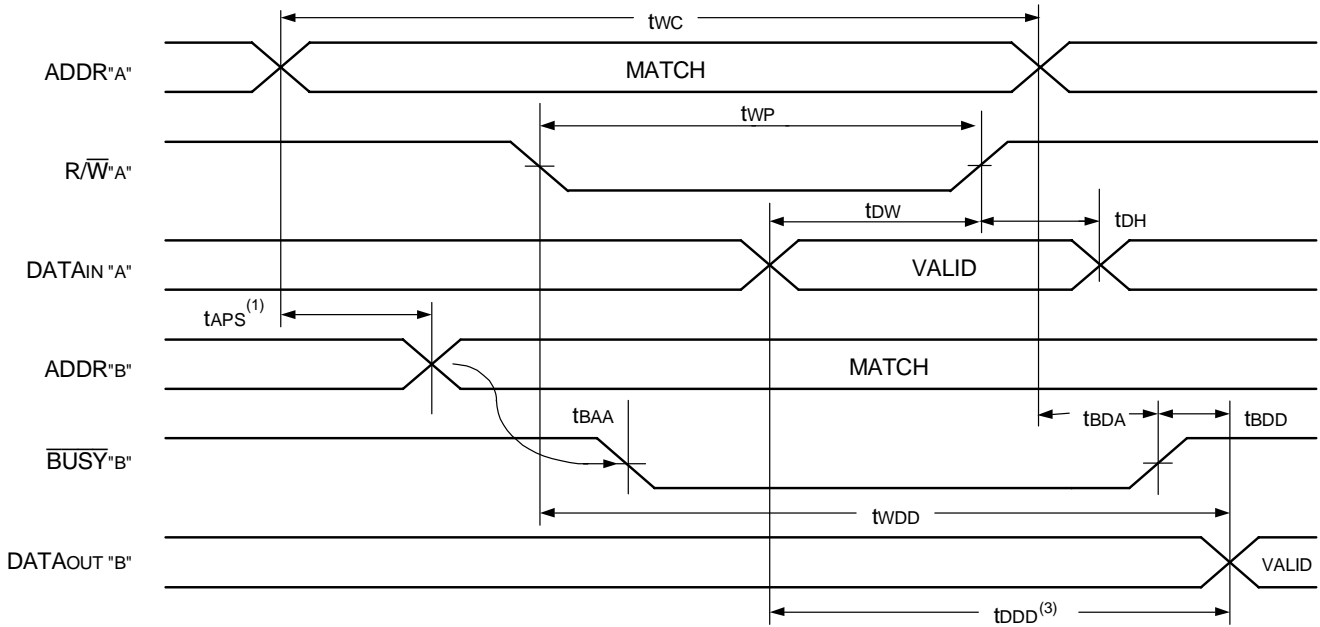 tWC
ADDR"A" MATCH
tWP
R/W̅"A"
tDW tDH
DATAIN "A" VALID
tAPS(1)
ADDR"B" MATCH
tBAA tBDA tBDD
B̅U̅S̅Y̅"B"
tWDD
DATAOUT "B" VALID
tDDD(3)